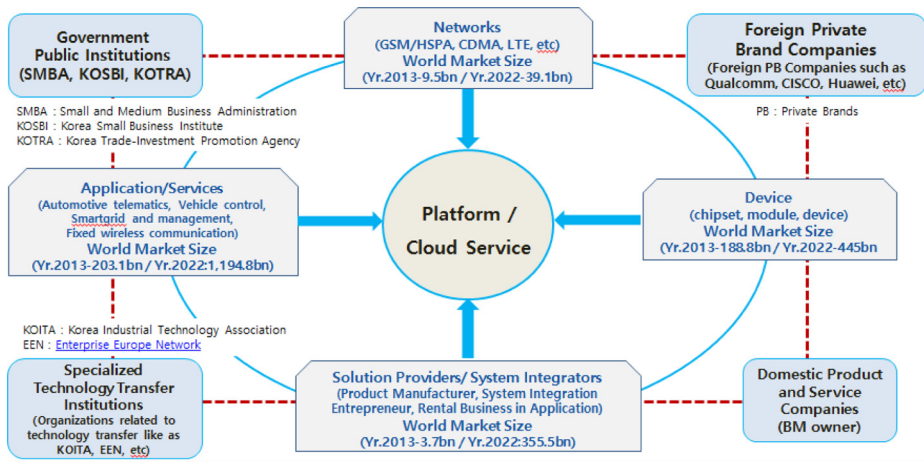 Government
Public Institutions
(SMBA, KOSBI, KOTRA)
Networks
(GSM/HSPA, CDMA, LTE, etc)
World Market Size
(Yr.2013-9.5bn / Yr.2022-39.1bn)
Foreign Private
Brand Companies
(Foreign PB Companies such as
Qualcomm, CISCO, Huawei, etc)
SMBA : Small and Medium Business Administration
KOSBI : Korea Small Business Institute
KOTRA : Korea Trade-Investment Promotion Agency
PB : Private Brands
Application/Services
(Automotive telematics, Vehicle control,
Smartgrid and management,
Fixed wireless communication)
World Market Size
(Yr.2013-203.1bn / Yr.2022:1,194.8bn)
Platform /
Cloud Service
Device
(chipset, module, device)
World Market Size
(Yr.2013-188.8bn / Yr.2022-445bn
KOITA : Korea Industrial Technology Association
EEN : Enterprise Europe Network
Specialized
Technology Transfer
Institutions
(Organizations related to
technology transfer like as
KOITA, EEN, etc)
Solution Providers/ System Integrators
(Product Manufacturer, System Integration
Entrepreneur, Rental Business in Application)
World Market Size
(Yr.2013-3.7bn / Yr.2022:355.5bn)
Domestic Product
and Service
Companies
(BM owner)